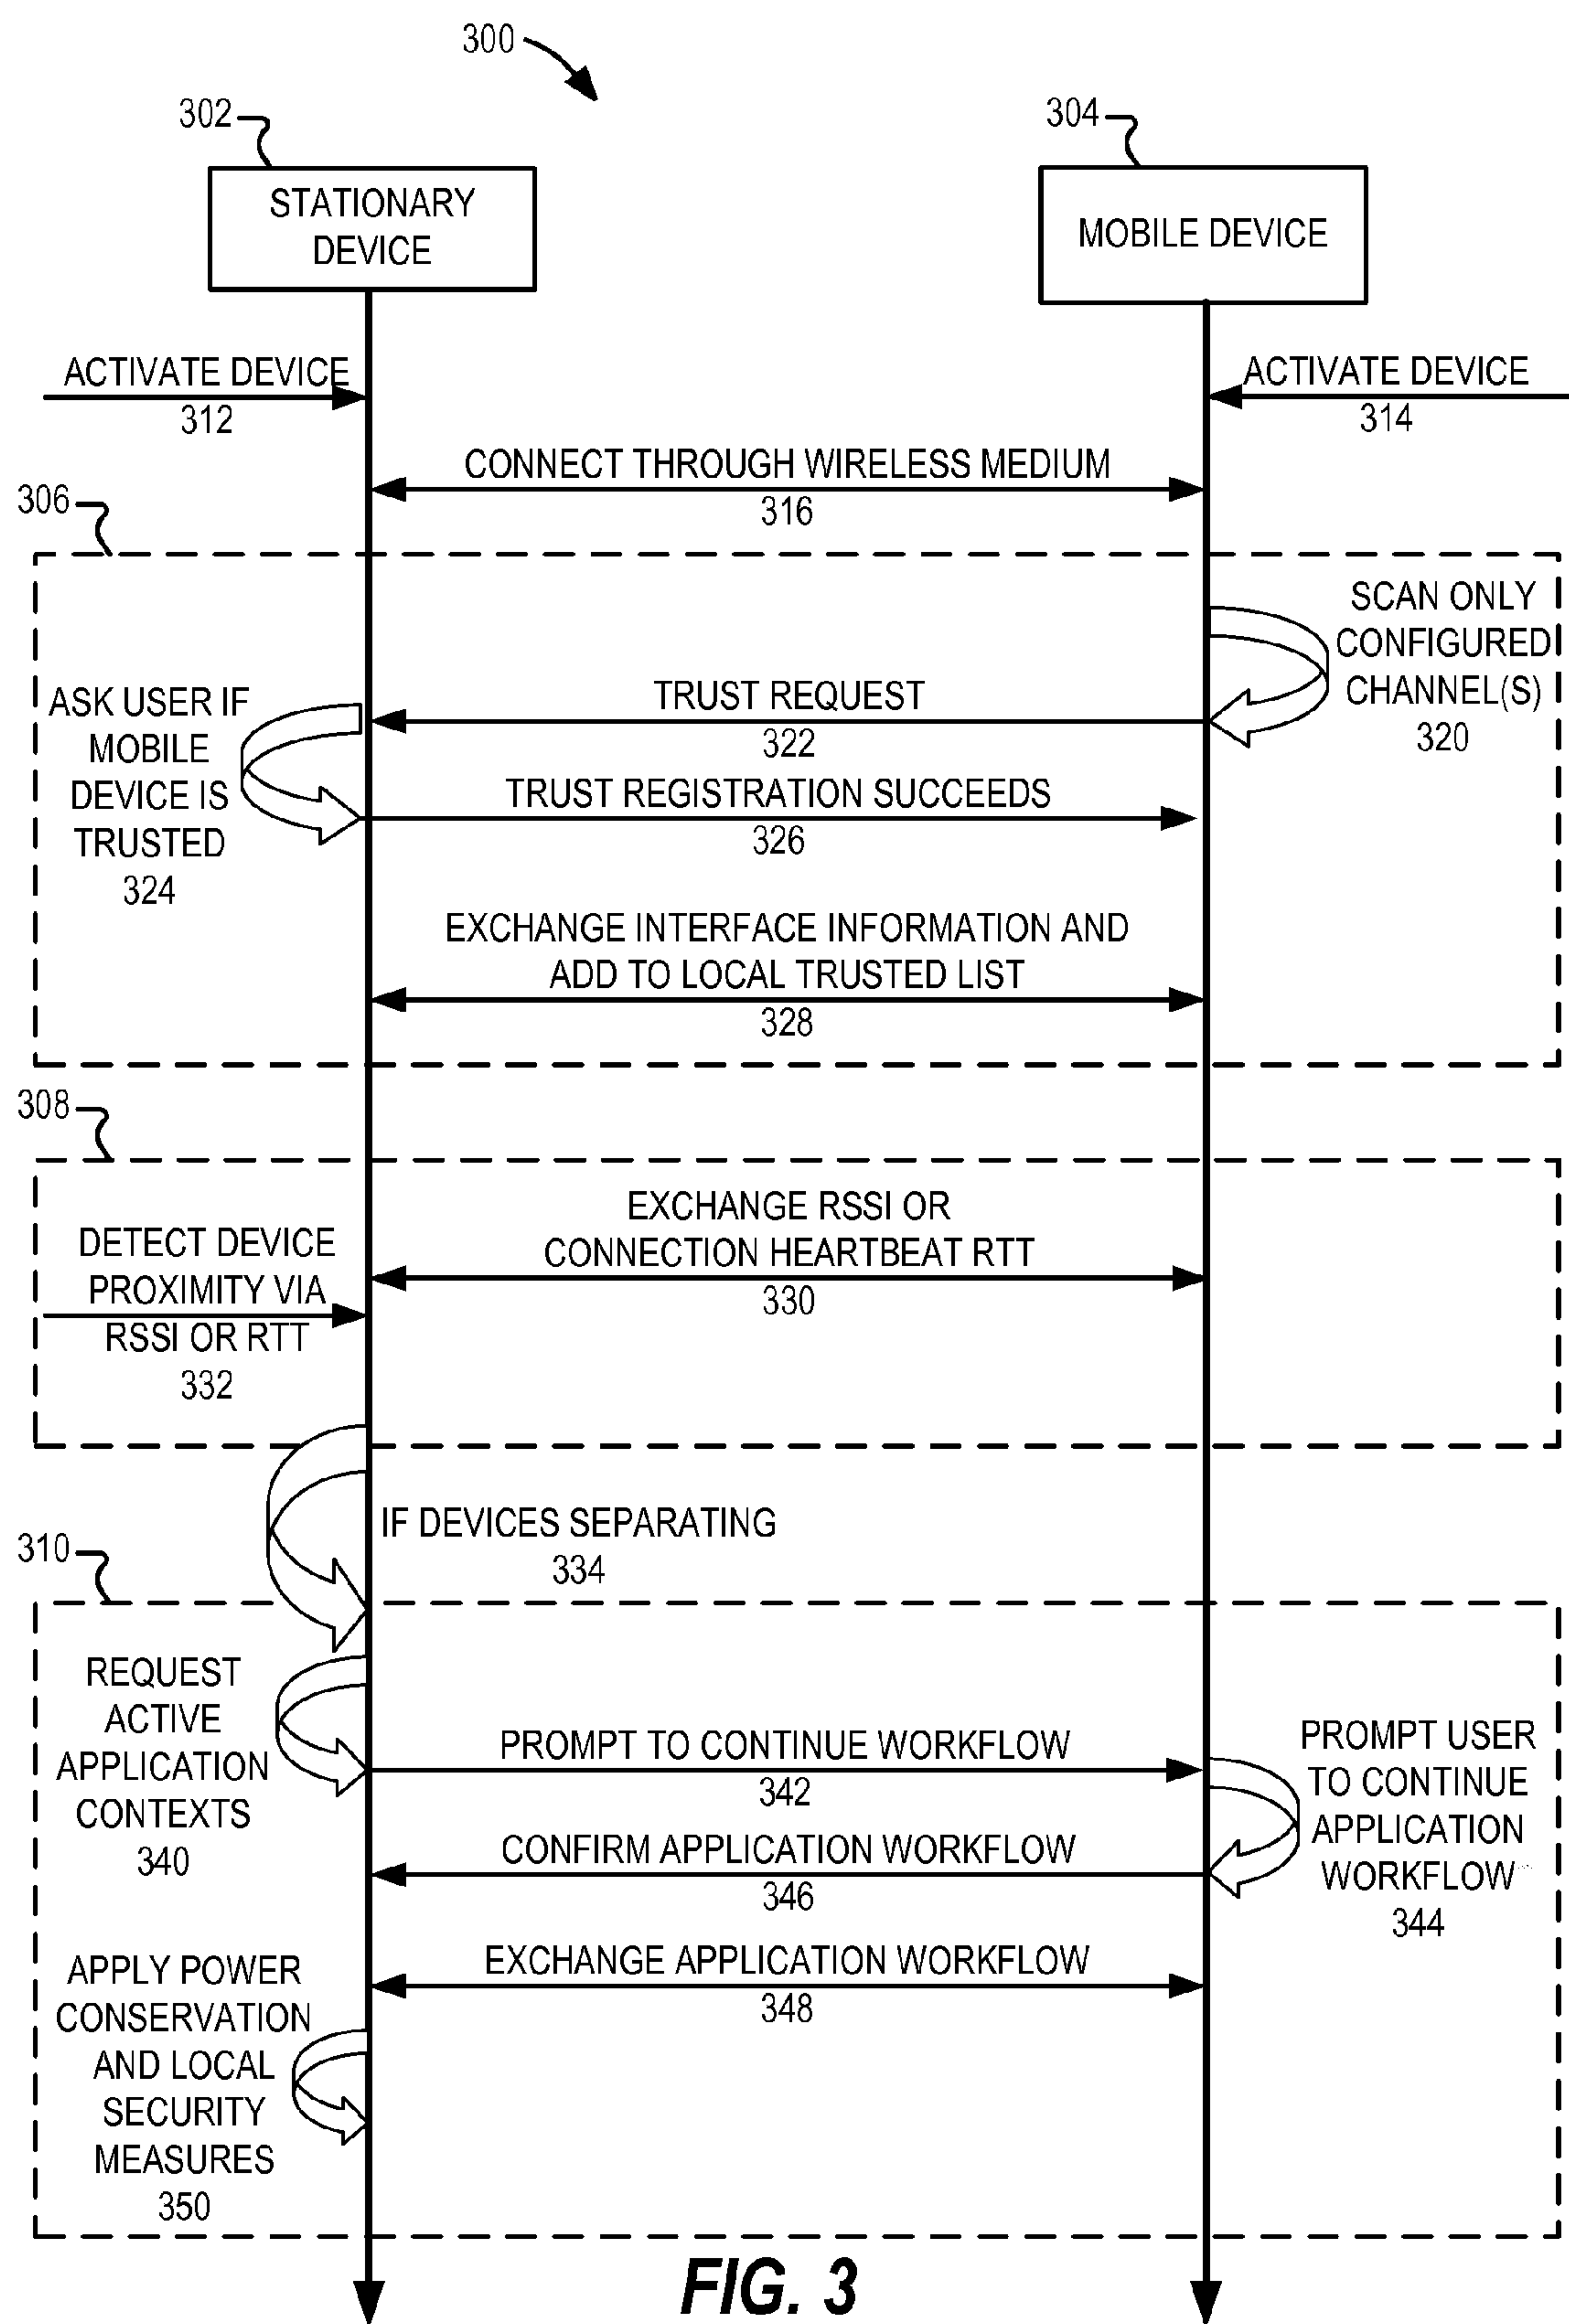 300
302
304
STATIONARY
DEVICE
MOBILE DEVICE
ACTIVATE DEVICE
312
ACTIVATE DEVICE
314
CONNECT THROUGH WIRELESS MEDIUM
316
306
SCAN ONLY
CONFIGURED
CHANNEL(S)
320
TRUST REQUEST
322
ASK USER IF
MOBILE
DEVICE IS
TRUSTED
324
TRUST REGISTRATION SUCCEEDS
326
EXCHANGE INTERFACE INFORMATION AND
ADD TO LOCAL TRUSTED LIST
328
308
EXCHANGE RSSI OR
CONNECTION HEARTBEAT RTT
330
DETECT DEVICE
PROXIMITY VIA
RSSI OR RTT
332
IF DEVICES SEPARATING
334
310
REQUEST
ACTIVE
APPLICATION
CONTEXTS
340
PROMPT TO CONTINUE WORKFLOW
342
PROMPT USER
TO CONTINUE
APPLICATION
WORKFLOW
344
CONFIRM APPLICATION WORKFLOW
346
EXCHANGE APPLICATION WORKFLOW
348
APPLY POWER
CONSERVATION
AND LOCAL
SECURITY
MEASURES
350
FIG. 3